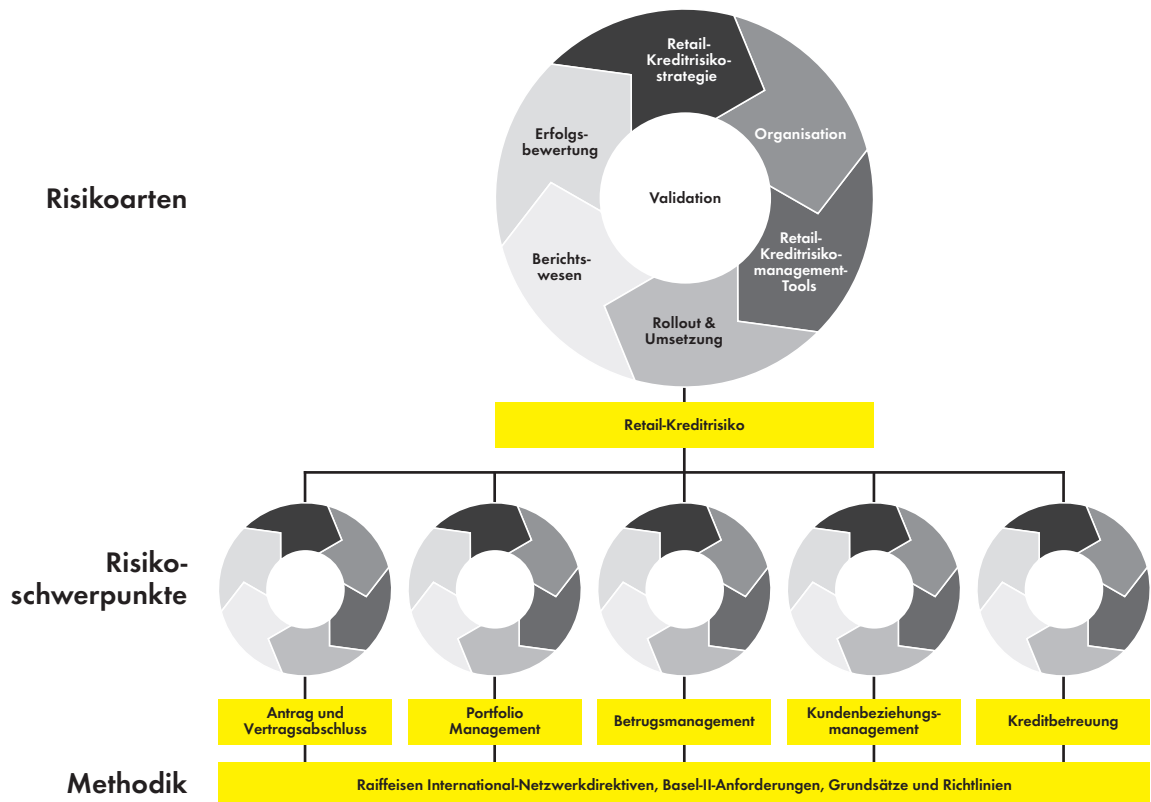 Retail-
Kreditrisiko-
strategie
Organisation
Retail-
Kreditrisiko-
management-
Tools
Rollout &
Umsetzung
Berichts-
wesen
Erfolgs-
bewertung
Validation
Risikoarten
Retail-Kreditrisiko
Risiko-
schwerpunkte
Antrag und
Vertragsabschluss
Portfolio
Management
Betrugsmanagement
Kundenbeziehungs-
management
Kreditbetreuung
Methodik
Raiffeisen International-Netzwerkdirektiven, Basel-II-Anforderungen, Grundsätze und Richtlinien